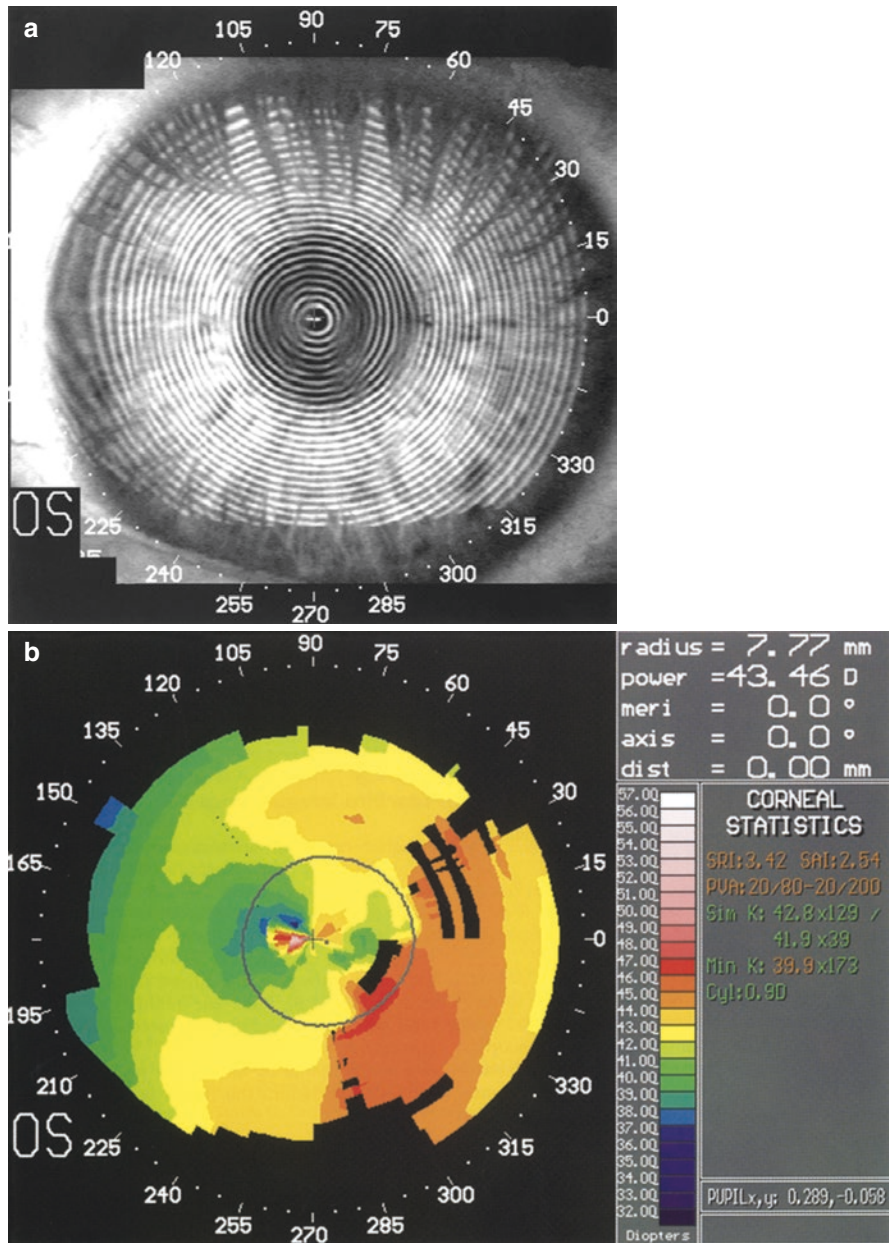 a
105 90 75
120 60
45
30
15
0
330
315
OS
225
240 300
255 270 285
b
105 90 75
120 60
135 45
150 30
165 15
0
195
210 330
OS
225 315
240 300
255 270 285
radius = 7.77 mm
power =43.46 D
meri = 0.0 °
axis = 0.0 °
dist = 0.00 mm
57.00
56.00
55.00
54.00
53.00
52.00
51.00
50.00
49.00
48.00
47.00
46.00
45.00
44.00
43.00
42.00
41.00
40.00
39.00
38.00
37.00
36.00
35.00
34.00
33.00
32.00
Diopters
CORNEAL
STATISTICS
SRI:3.42 SAI:2.54
PVA:20/80-20/200
Sim K: 42.8x129 /
41.9x39
Min K: 39.9x173
Cyl:0.9D
PUPILx,y: 0.289,-0.058